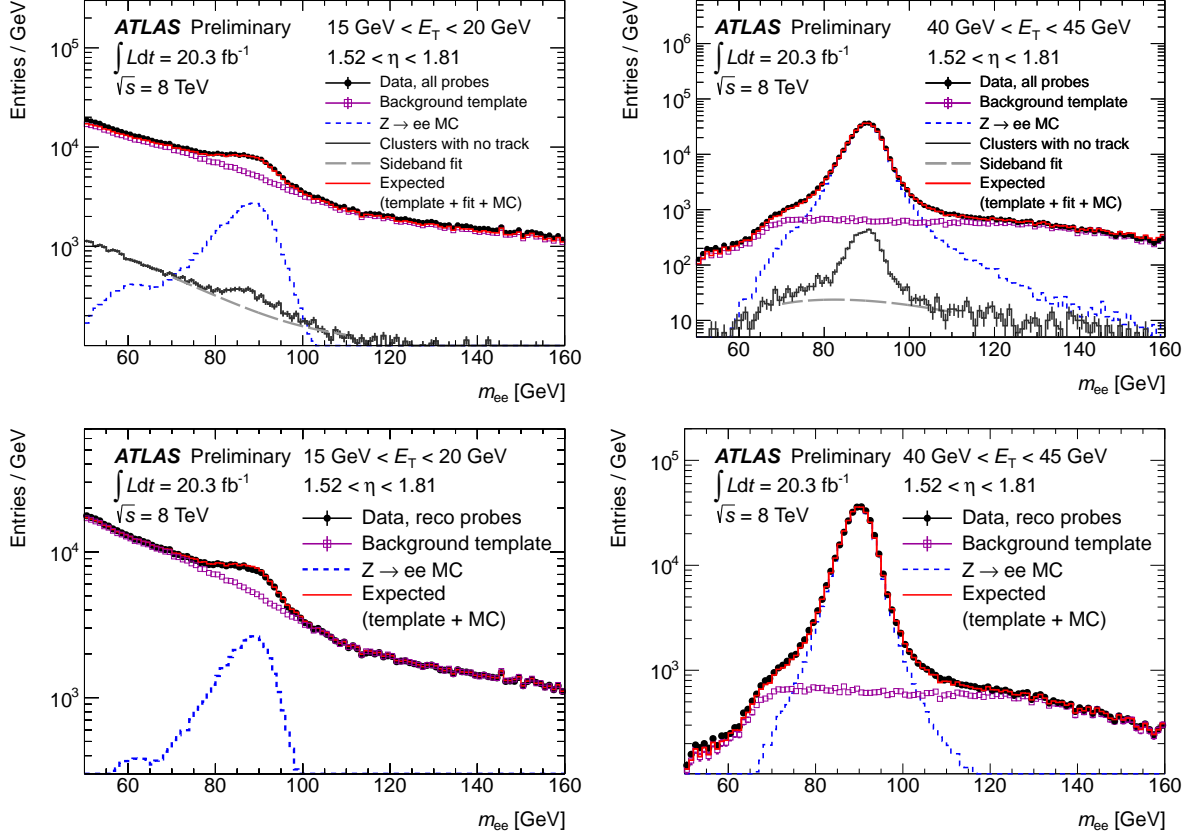 Entries / GeV
10^5
10^4
10^3
ATLAS Preliminary
∫ Ldt = 20.3 fb^-1
√s = 8 TeV
15 GeV < E_T < 20 GeV
1.52 < η < 1.81
Data, all probes
Background template
Z → ee MC
Clusters with no track
Sideband fit
Expected
(template + fit + MC)
60 80 100 120 140 160
m_ee [GeV]
Entries / GeV
10^6
10^5
10^4
10^3
10^2
10
ATLAS Preliminary
∫ Ldt = 20.3 fb^-1
√s = 8 TeV
40 GeV < E_T < 45 GeV
1.52 < η < 1.81
Data, all probes
Background template
Z → ee MC
Clusters with no track
Sideband fit
Expected
(template + fit + MC)
60 80 100 120 140 160
m_ee [GeV]
Entries / GeV
10^4
10^3
ATLAS Preliminary
∫ Ldt = 20.3 fb^-1
√s = 8 TeV
15 GeV < E_T < 20 GeV
1.52 < η < 1.81
Data, reco probes
Background template
Z → ee MC
Expected
(template + MC)
60 80 100 120 140 160
m_ee [GeV]
Entries / GeV
10^5
10^4
10^3
ATLAS Preliminary
∫ Ldt = 20.3 fb^-1
√s = 8 TeV
40 GeV < E_T < 45 GeV
1.52 < η < 1.81
Data, reco probes
Background template
Z → ee MC
Expected
(template + MC)
60 80 100 120 140 160
m_ee [GeV]